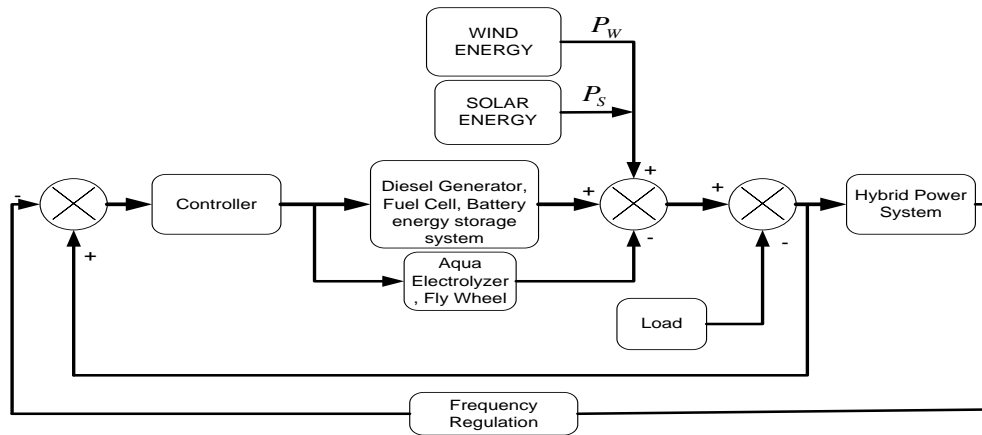 WIND
ENERGY
P_W
SOLAR
ENERGY
P_S
-
+
Controller
Diesel Generator,
Fuel Cell, Battery
energy storage
system
+
+
-
+
-
Hybrid Power
System
Aqua
Electrolyzer
, Fly Wheel
Load
Frequency
Regulation